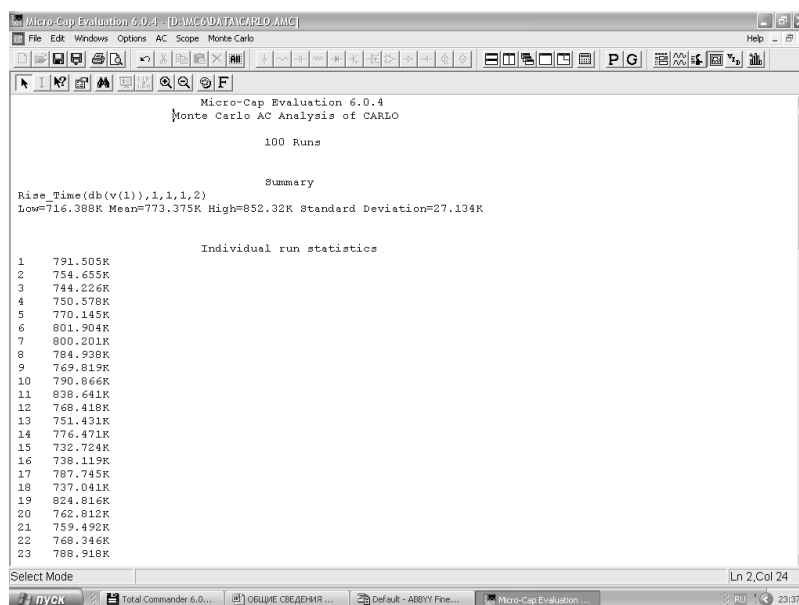 Micro-Cap Evaluation 6.0.4 - [D:\MC6\DATA\CARLO.AMC]
File Edit Windows Options AC Scope Monte Carlo Help
P G
F
Micro-Cap Evaluation 6.0.4
Monte Carlo AC Analysis of CARLO
100 Runs
Summary
Rise_Time(db(v(1)),1,1,1,2)
Low=716.388K Mean=773.375K High=852.32K Standard Deviation=27.134K
Individual run statistics
1 791.505K
2 754.655K
3 744.226K
4 750.578K
5 770.145K
6 801.904K
7 800.201K
8 784.938K
9 769.819K
10 790.866K
11 838.641K
12 768.418K
13 751.431K
14 776.471K
15 732.724K
16 738.119K
17 787.745K
18 737.041K
19 824.816K
20 762.812K
21 759.492K
22 768.346K
23 788.918K
Select Mode Ln 2,Col 24
пуск Total Commander 6.0... ОБЩИЕ СВЕДЕНИЯ ... Default - ABBYY Fine... Micro-Cap Evaluation ... RU 23:37